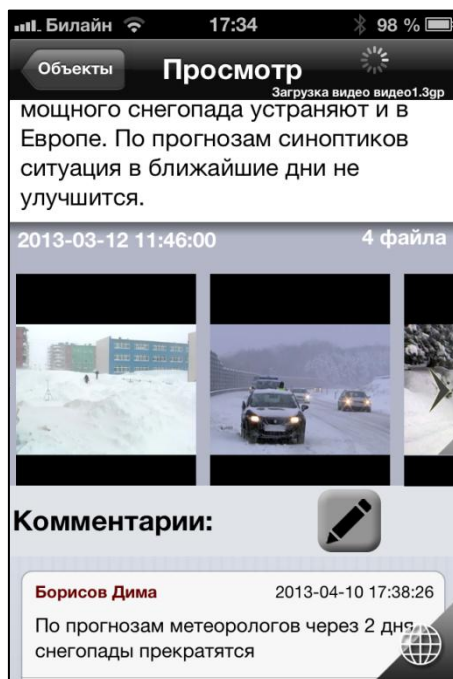 Билайн 17:34 98 %
Объекты Просмотр
Загрузка видео видео1.3gp
мощного снегопада устраняют и в
Европе. По прогнозам синоптиков
ситуация в ближайшие дни не
улучшится.
2013-03-12 11:46:00 4 файла
Комментарии:
Борисов Дима 2013-04-10 17:38:26
По прогнозам метеорологов через 2 дня
снегопады прекратятся